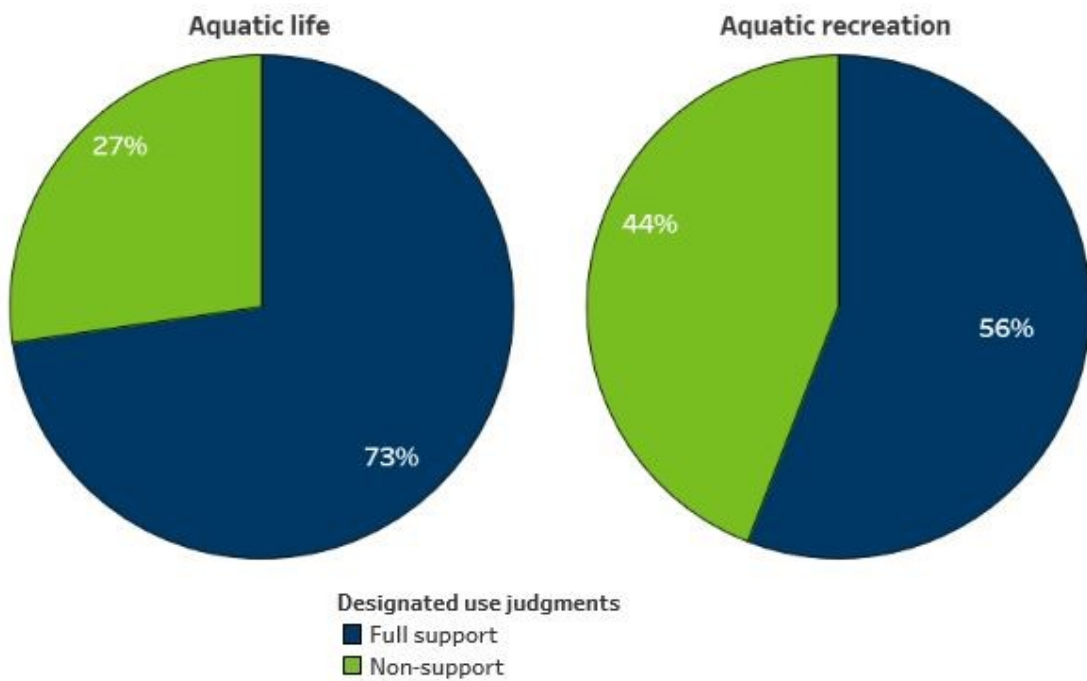 Aquatic life
27%
73%
Aquatic recreation
44%
56%
Designated use judgments
Full support
Non-support